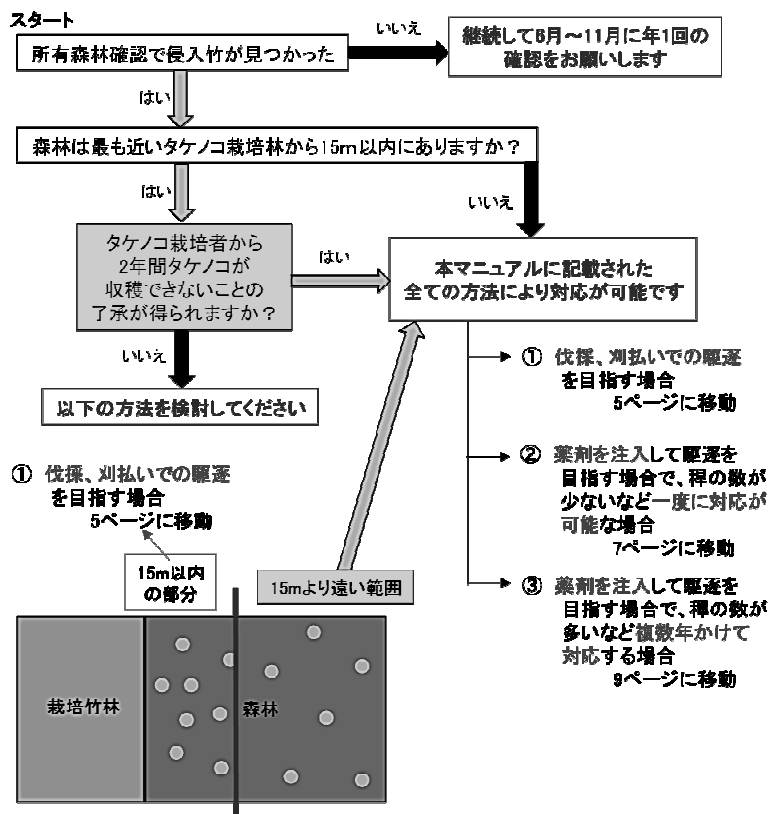 スタート
所有森林確認で侵入竹が見つかった
いいえ
継続して6月～11月に年1回の
確認をお願いします
はい
森林は最も近いタケノコ栽培林から15m以内にありますか？
はい
いいえ
タケノコ栽培者から
2年間タケノコが
収穫できないことの
了承が得られますか？
はい
本マニュアルに記載された
全ての方法により対応が可能です
いいえ
以下の方法を検討してください
① 伐採、刈払いでの駆逐
を目指す場合
5ページに移動
② 薬剤を注入して駆逐を
目指す場合で、稈の数が
少ないなど一度に対応が
可能な場合
7ページに移動
③ 薬剤を注入して駆逐を
目指す場合で、稈の数が
多いなど複数年かけて
対応する場合
9ページに移動
① 伐採、刈払いでの駆逐
を目指す場合
5ページに移動
15m以内
の部分
15mより遠い範囲
栽培竹林
森林